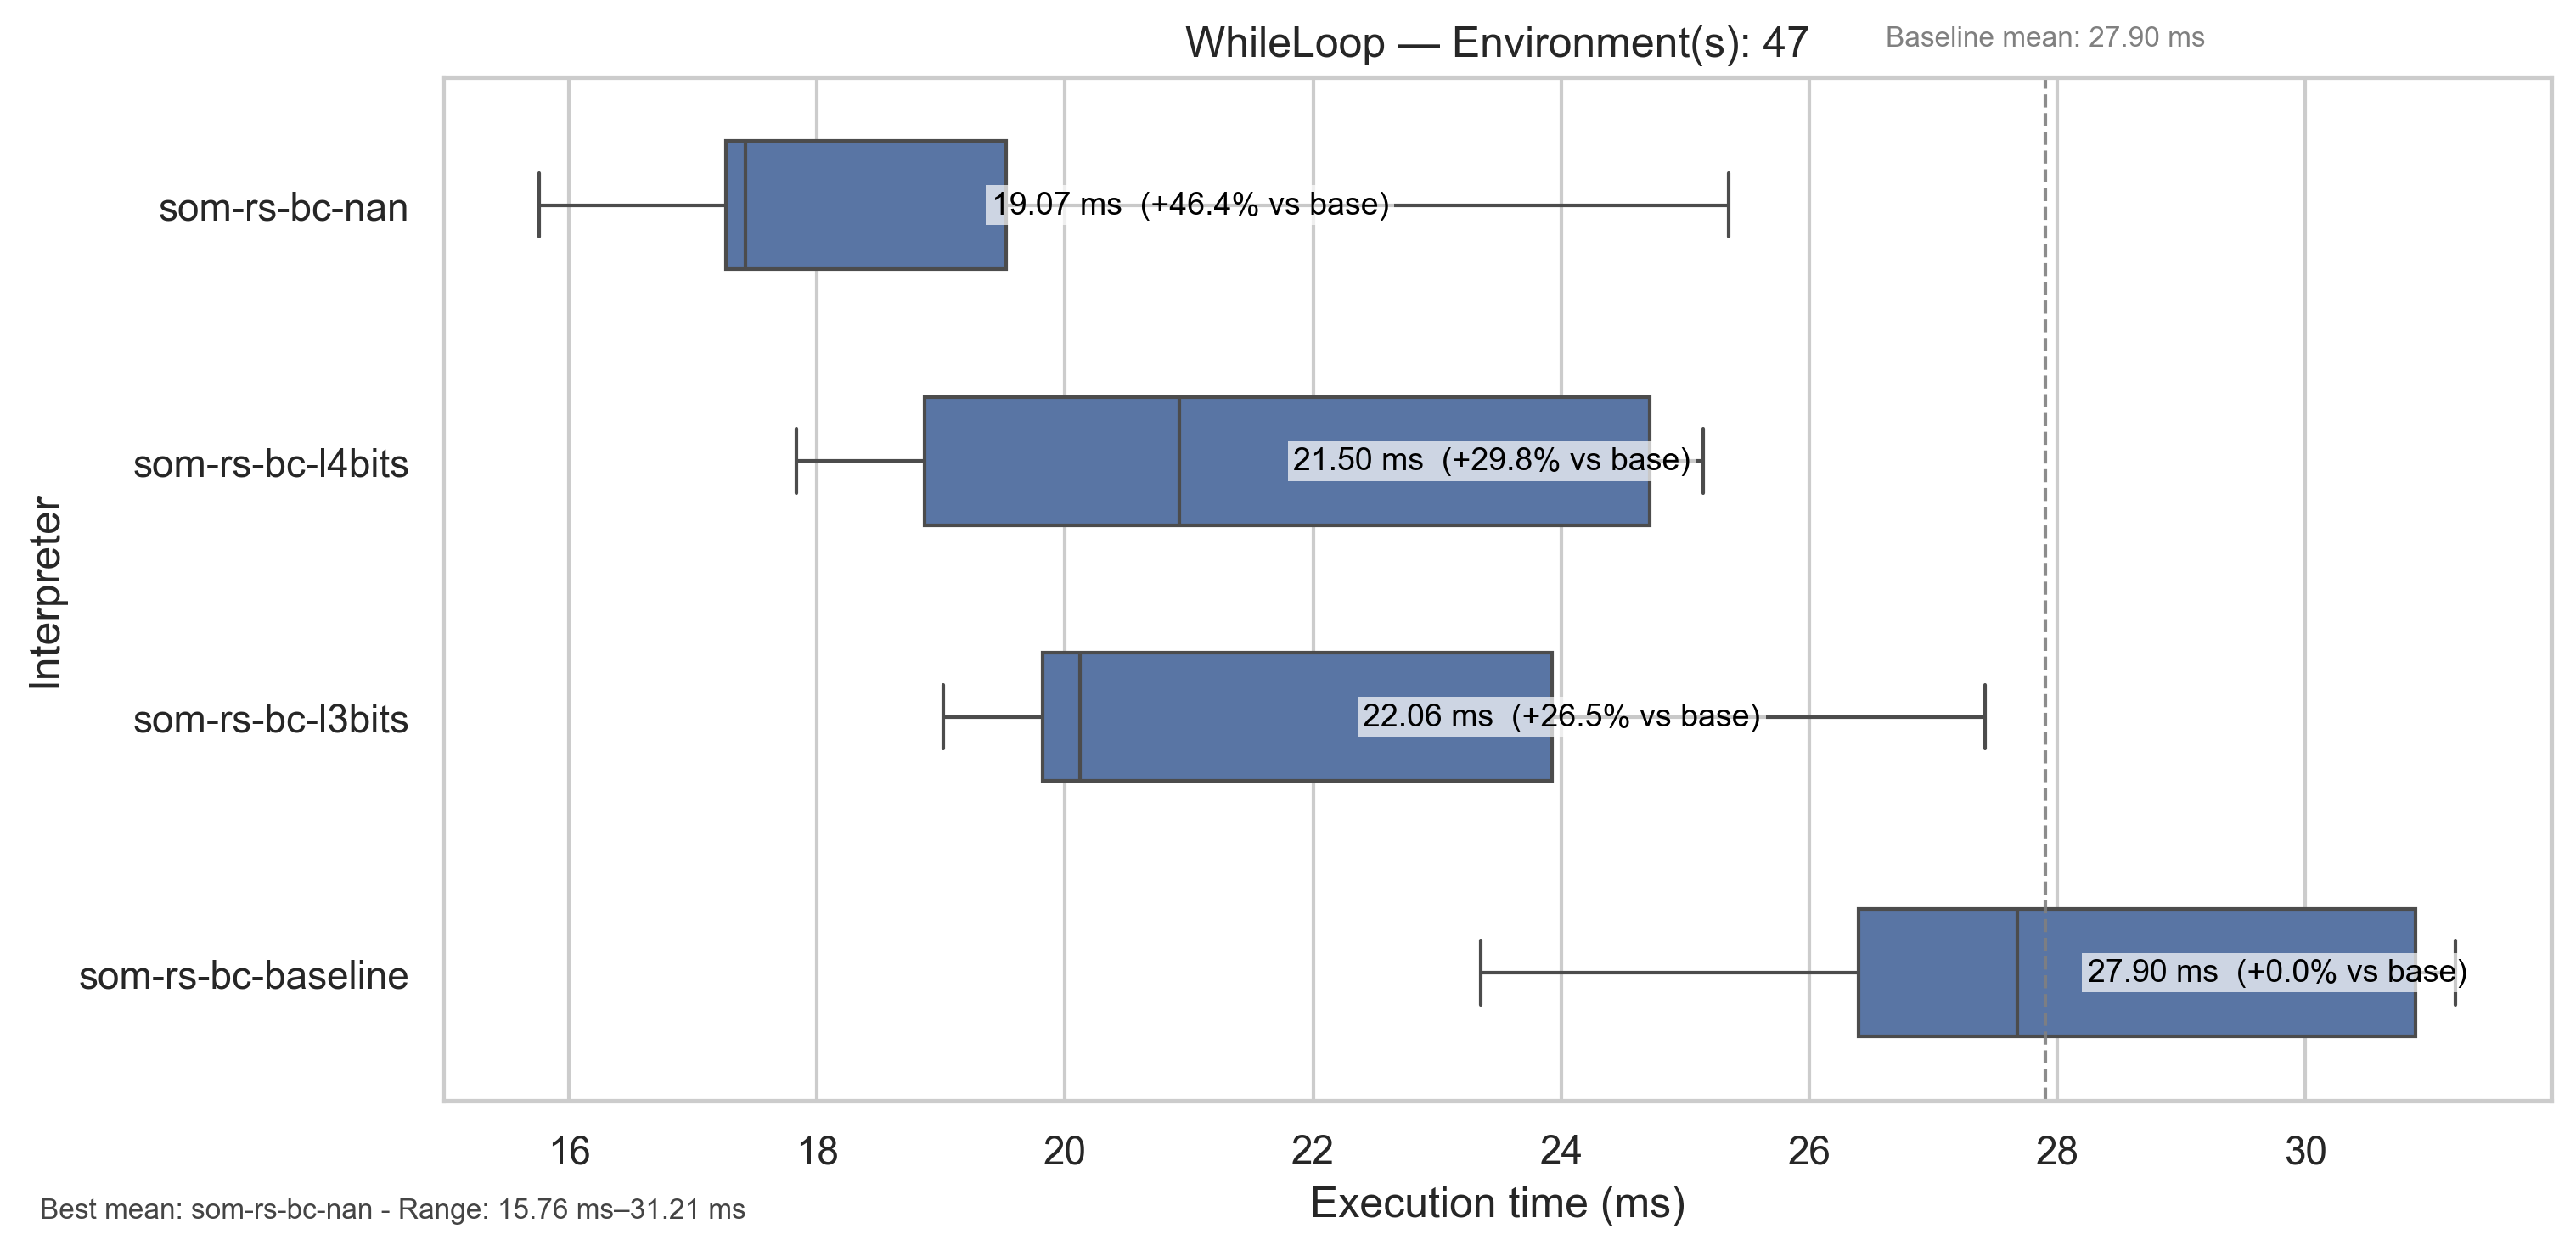 WhileLoop — Environment(s): 47
Baseline mean: 27.90 ms
Interpreter
som-rs-bc-nan
19.07 ms  (+46.4% vs base)
som-rs-bc-l4bits
21.50 ms  (+29.8% vs base)
som-rs-bc-l3bits
22.06 ms  (+26.5% vs base)
som-rs-bc-baseline
27.90 ms  (+0.0% vs base)
16 18 20 22 24 26 28 30
Execution time (ms)
Best mean: som-rs-bc-nan - Range: 15.76 ms–31.21 ms